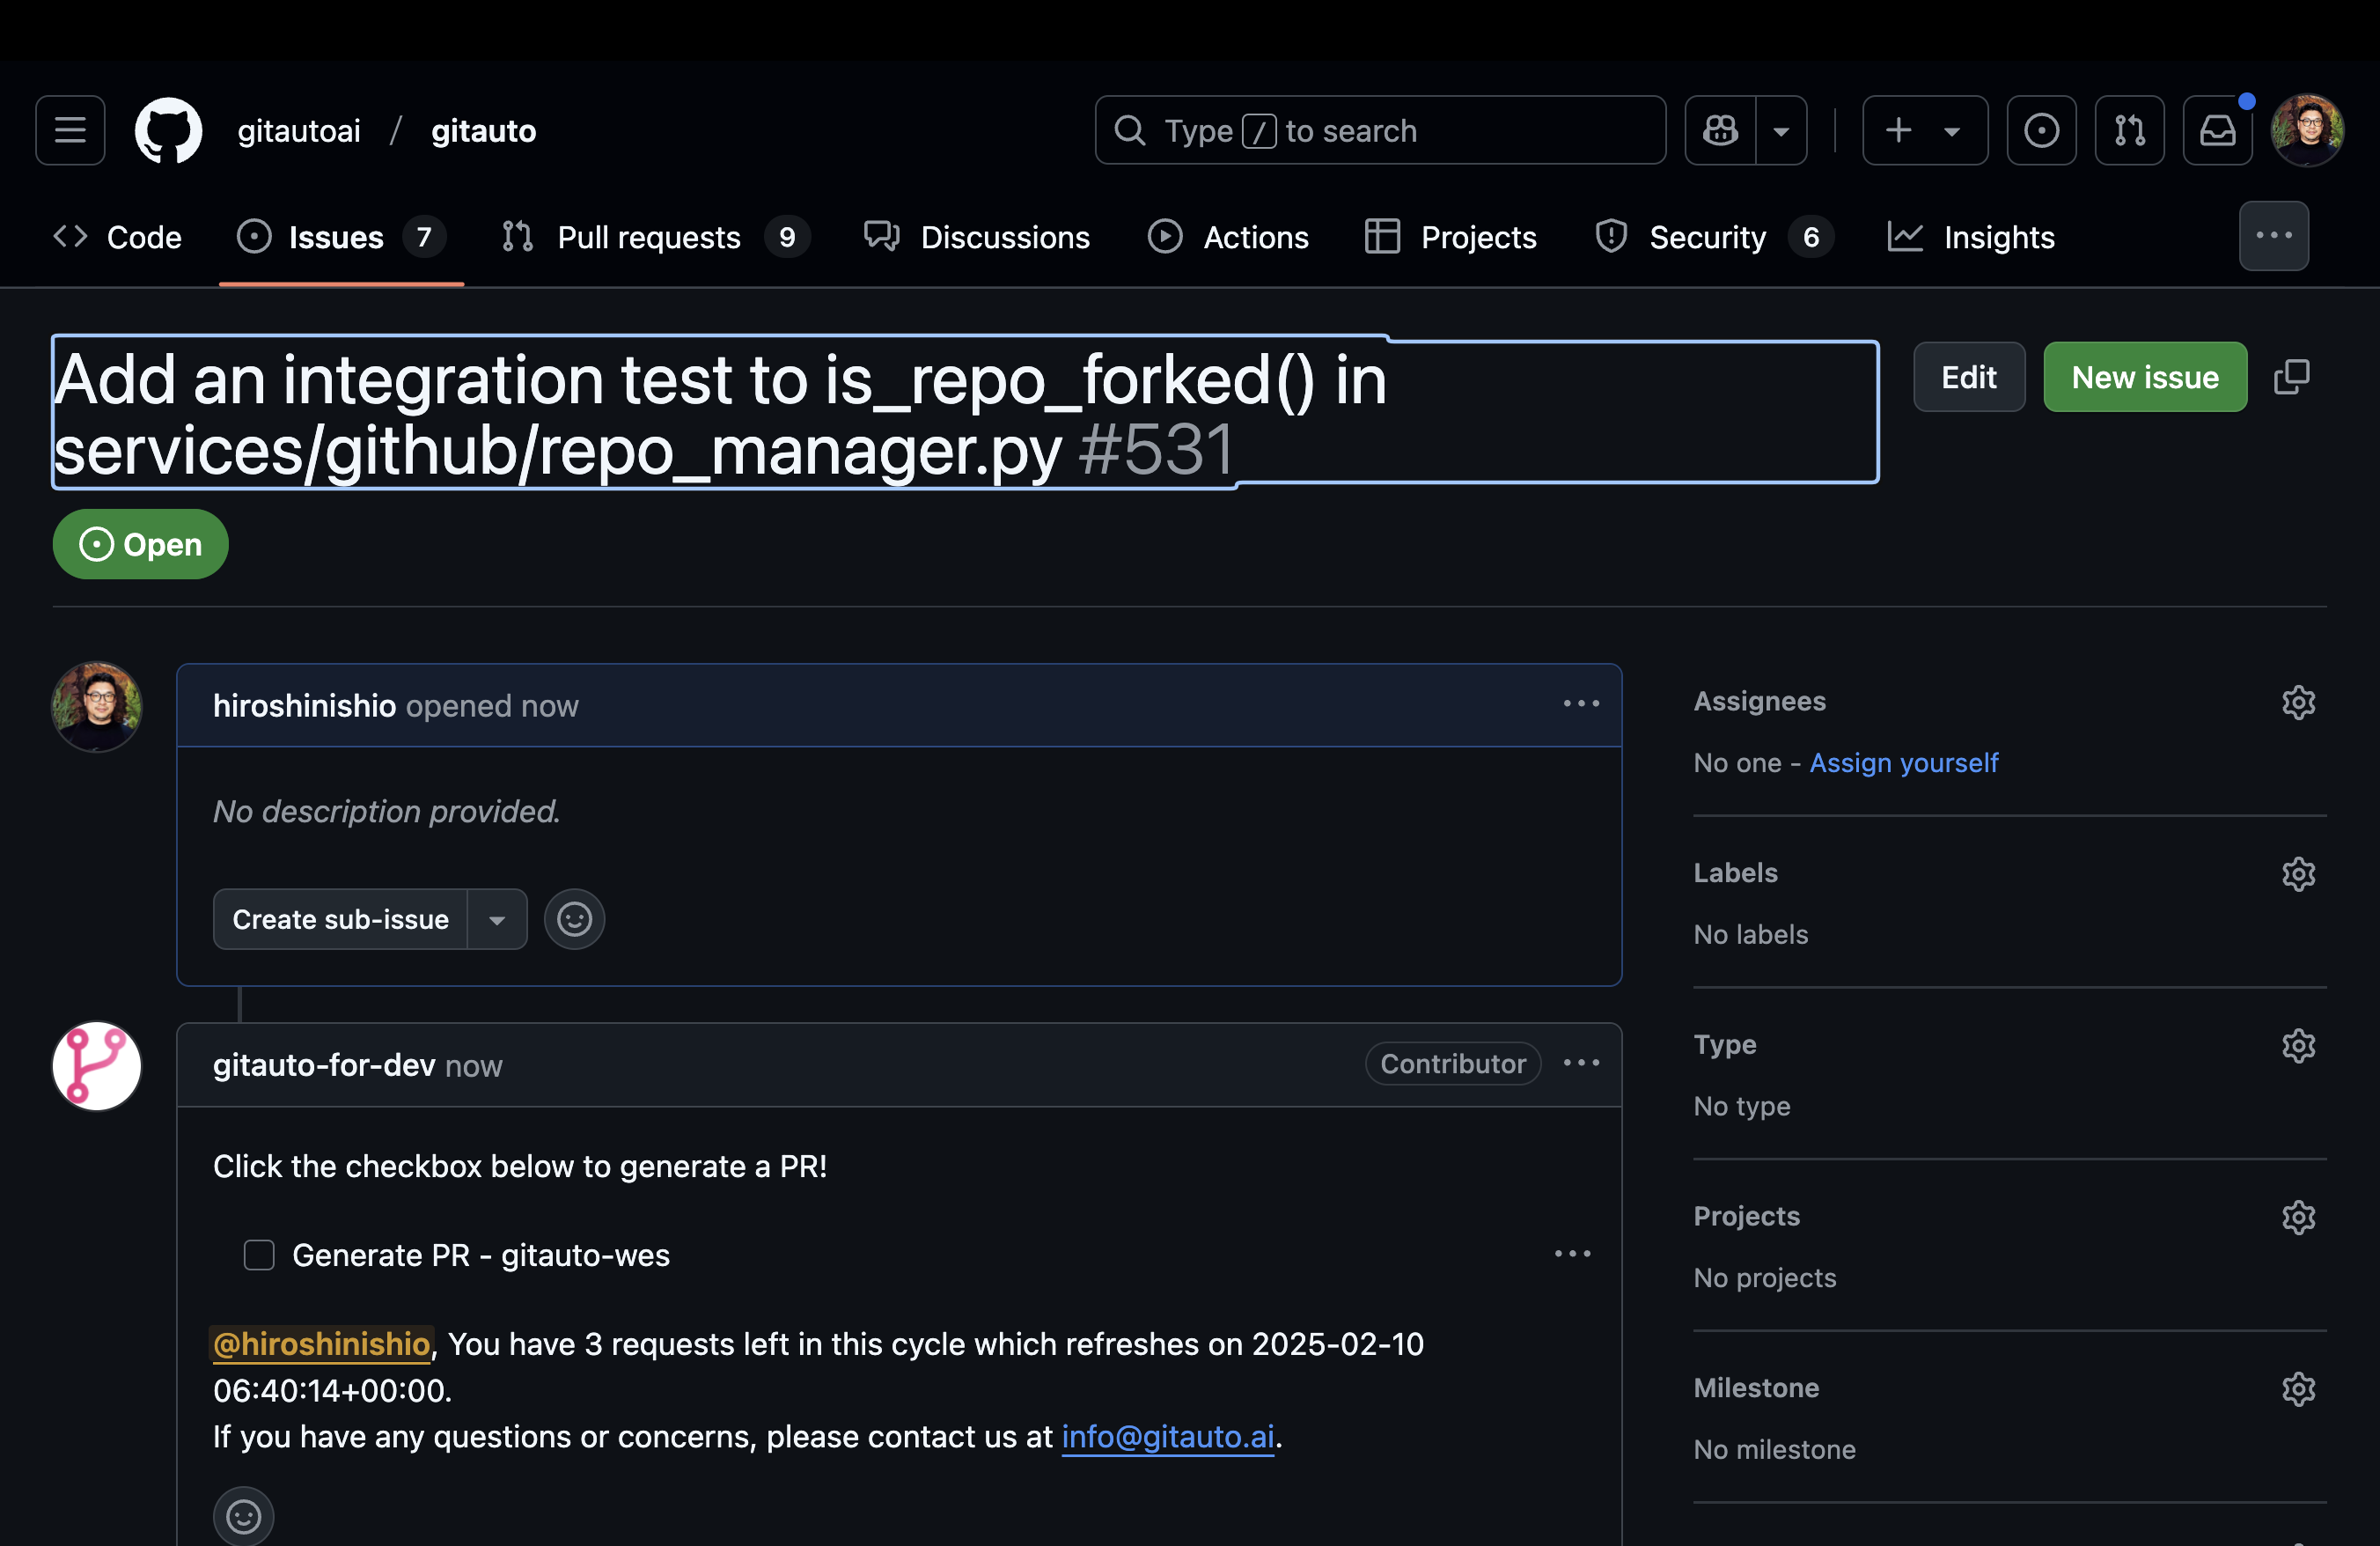 gitautoai / gitauto
Type / to search
Code
Issues 7
Pull requests 9
Discussions
Actions
Projects
Security 6
Insights
Add an integration test to is_repo_forked() in
services/github/repo_manager.py #531
Edit
New issue
Open
hiroshinishio opened now
No description provided.
Create sub-issue
gitauto-for-dev now
Contributor
Click the checkbox below to generate a PR!
Generate PR - gitauto-wes
@hiroshinishio, You have 3 requests left in this cycle which refreshes on 2025-02-10
06:40:14+00:00.
If you have any questions or concerns, please contact us at info@gitauto.ai.
Assignees
No one - Assign yourself
Labels
No labels
Type
No type
Projects
No projects
Milestone
No milestone